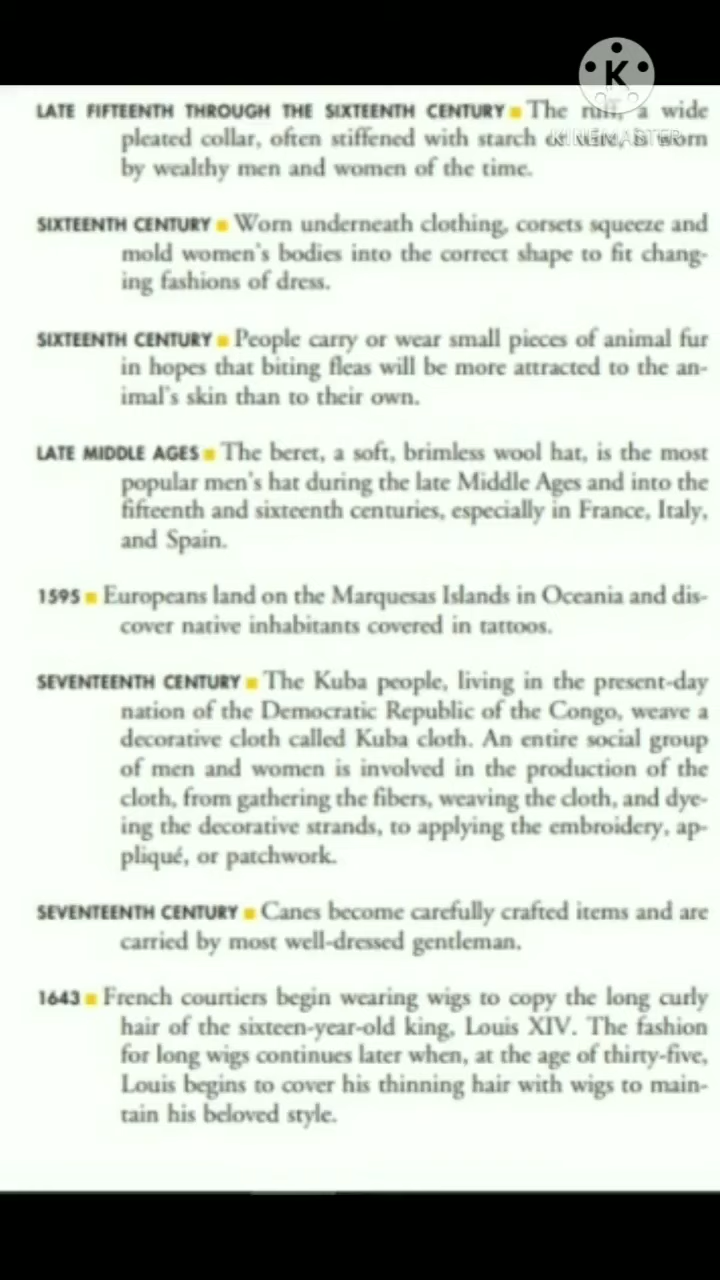 K
KINEMASTER
LATE FIFTEENTH THROUGH THE SIXTEENTH CENTURY ■ The ruff, a wide
pleated collar, often stiffened with starch or wire, is worn
by wealthy men and women of the time.
SIXTEENTH CENTURY ■ Worn underneath clothing, corsets squeeze and
mold women's bodies into the correct shape to fit chang-
ing fashions of dress.
SIXTEENTH CENTURY ■ People carry or wear small pieces of animal fur
in hopes that biting fleas will be more attracted to the an-
imal's skin than to their own.
LATE MIDDLE AGES ■ The beret, a soft, brimless wool hat, is the most
popular men's hat during the late Middle Ages and into the
fifteenth and sixteenth centuries, especially in France, Italy,
and Spain.
1595 ■ Europeans land on the Marquesas Islands in Oceania and dis-
cover native inhabitants covered in tattoos.
SEVENTEENTH CENTURY ■ The Kuba people, living in the present-day
nation of the Democratic Republic of the Congo, weave a
decorative cloth called Kuba cloth. An entire social group
of men and women is involved in the production of the
cloth, from gathering the fibers, weaving the cloth, and dye-
ing the decorative strands, to applying the embroidery, ap-
pliqué, or patchwork.
SEVENTEENTH CENTURY ■ Canes become carefully crafted items and are
carried by most well-dressed gentleman.
1643 ■ French courtiers begin wearing wigs to copy the long curly
hair of the sixteen-year-old king, Louis XIV. The fashion
for long wigs continues later when, at the age of thirty-five,
Louis begins to cover his thinning hair with wigs to main-
tain his beloved style.